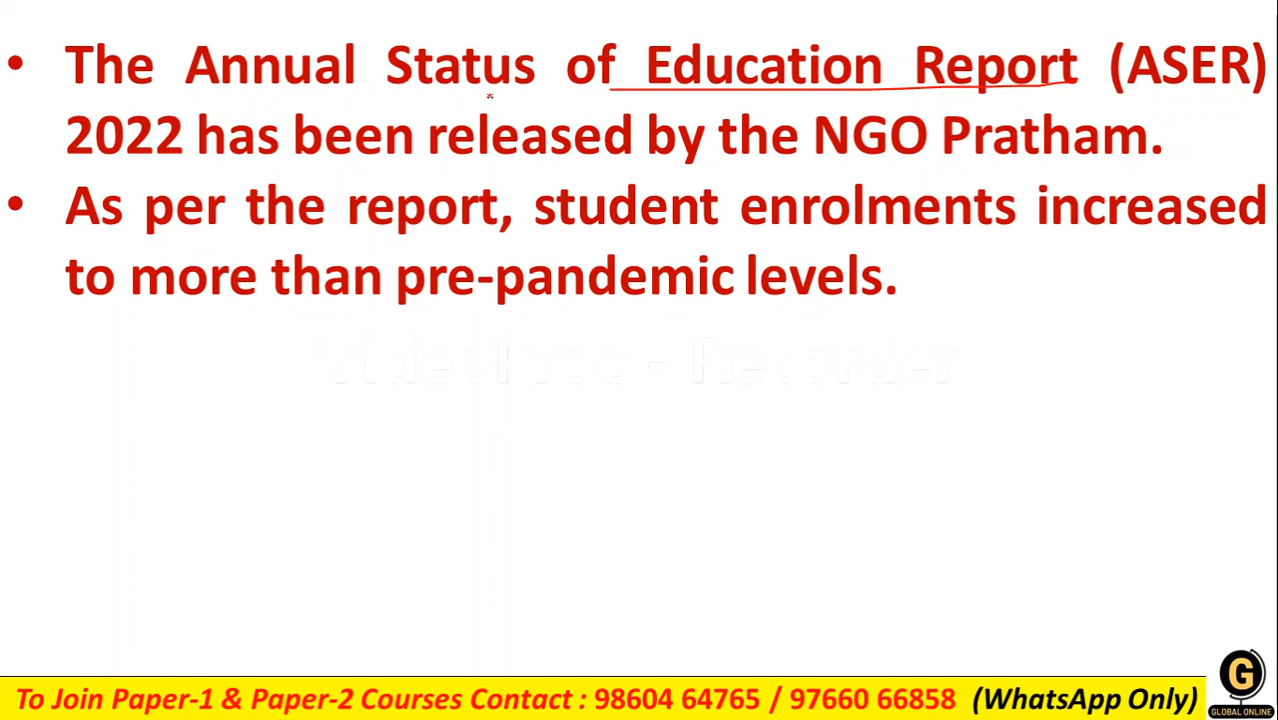 • The Annual Status of Education Report (ASER)
2022 has been released by the NGO Pratham.
• As per the report, student enrolments increased
to more than pre-pandemic levels.
VideoProc - Recorder
To Join Paper-1 & Paper-2 Courses Contact : 98604 64765 / 97660 66858 (WhatsApp Only)
G
GLOBAL ONLINE